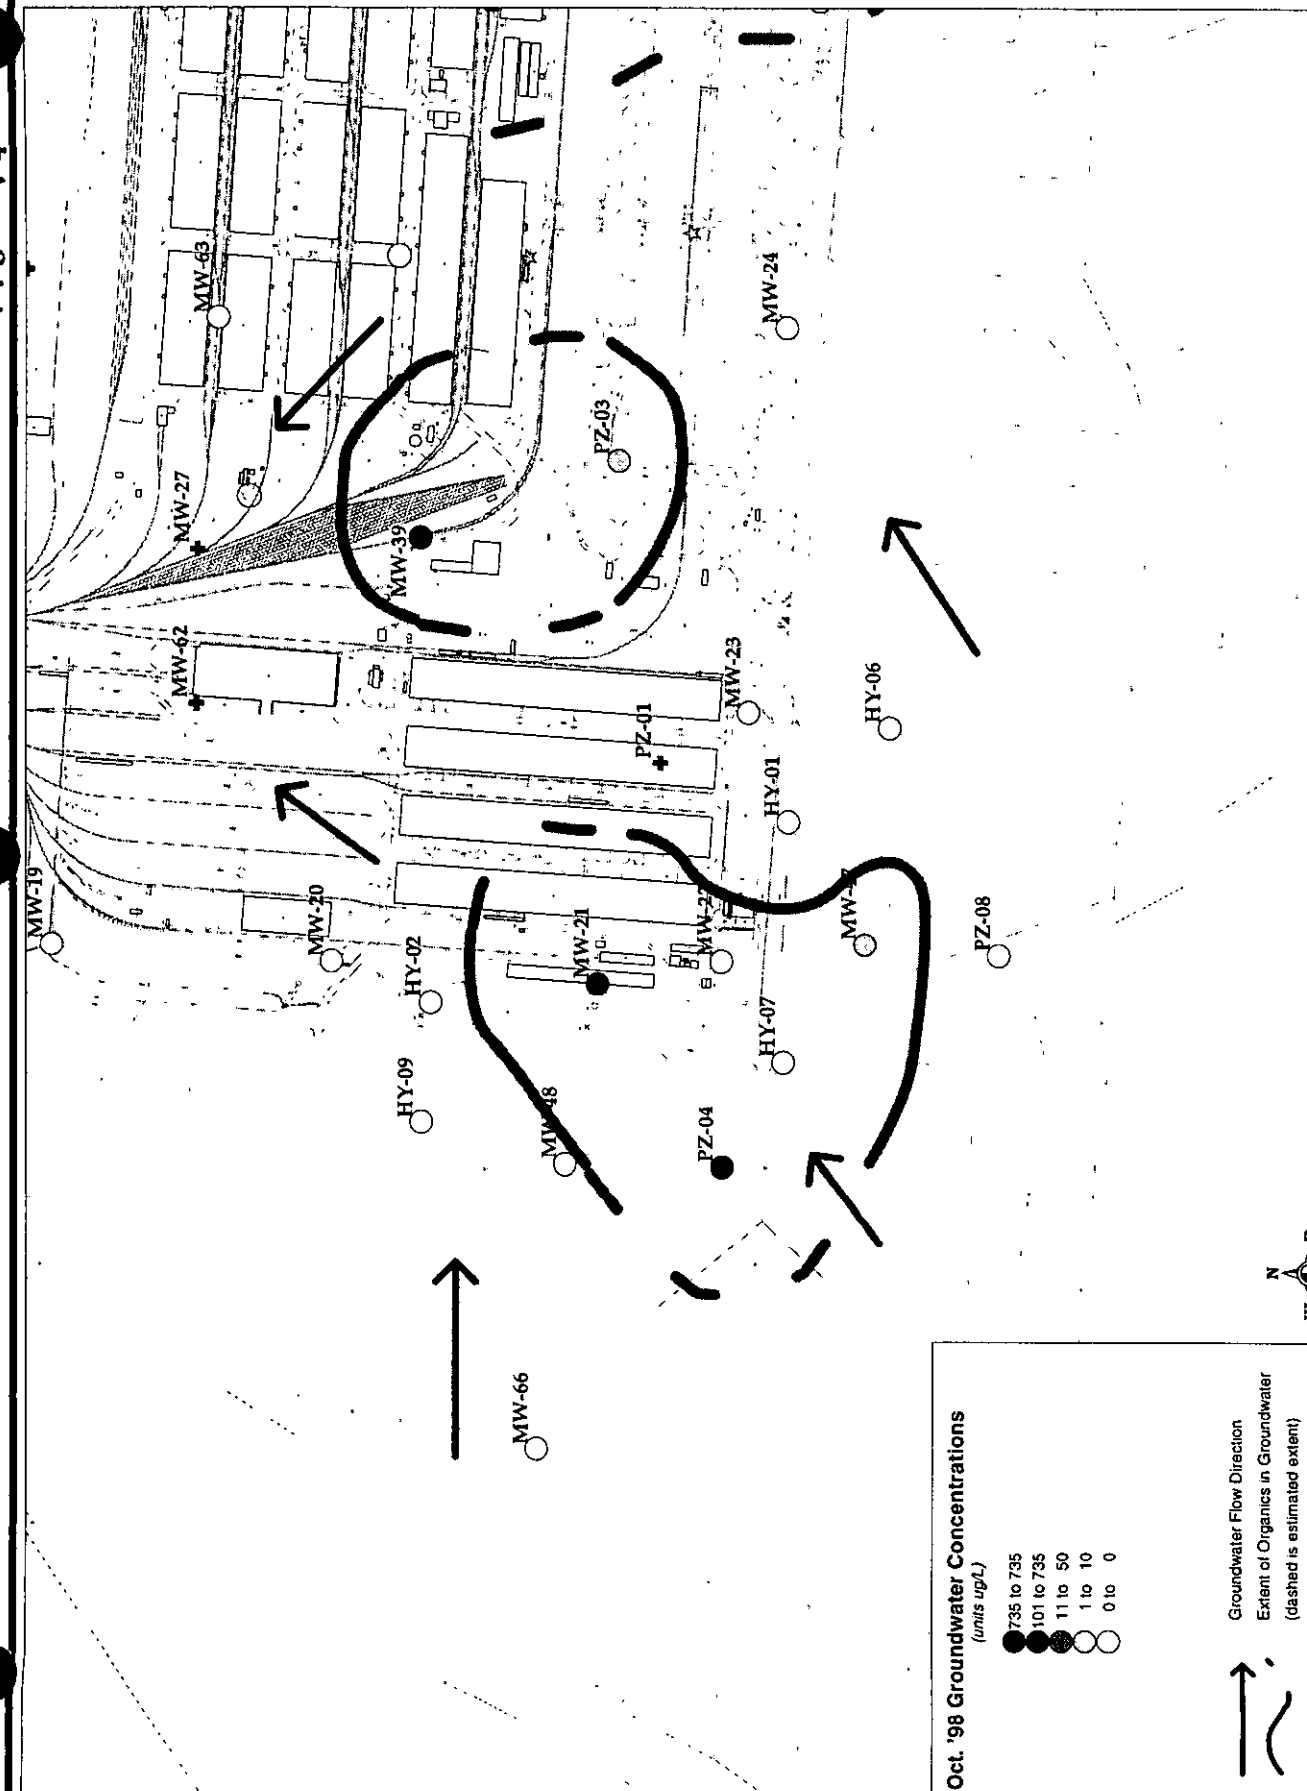 MW-63
MW-24
PZ-03
MW-27
MW-39
MW-62
MW-23
PZ-01
HY-06
HY-01
MW-19
MW-20
HY-02
MW-21
PZ-08
HY-07
HY-09
PZ-04
MW-66
N
Oct. '98 Groundwater Concentrations
(units ug/L)
735 to 735
101 to 735
11 to 50
1 to 10
0 to 0
Groundwater Flow Direction
Extent of Organics in Groundwater
(dashed is estimated extent)